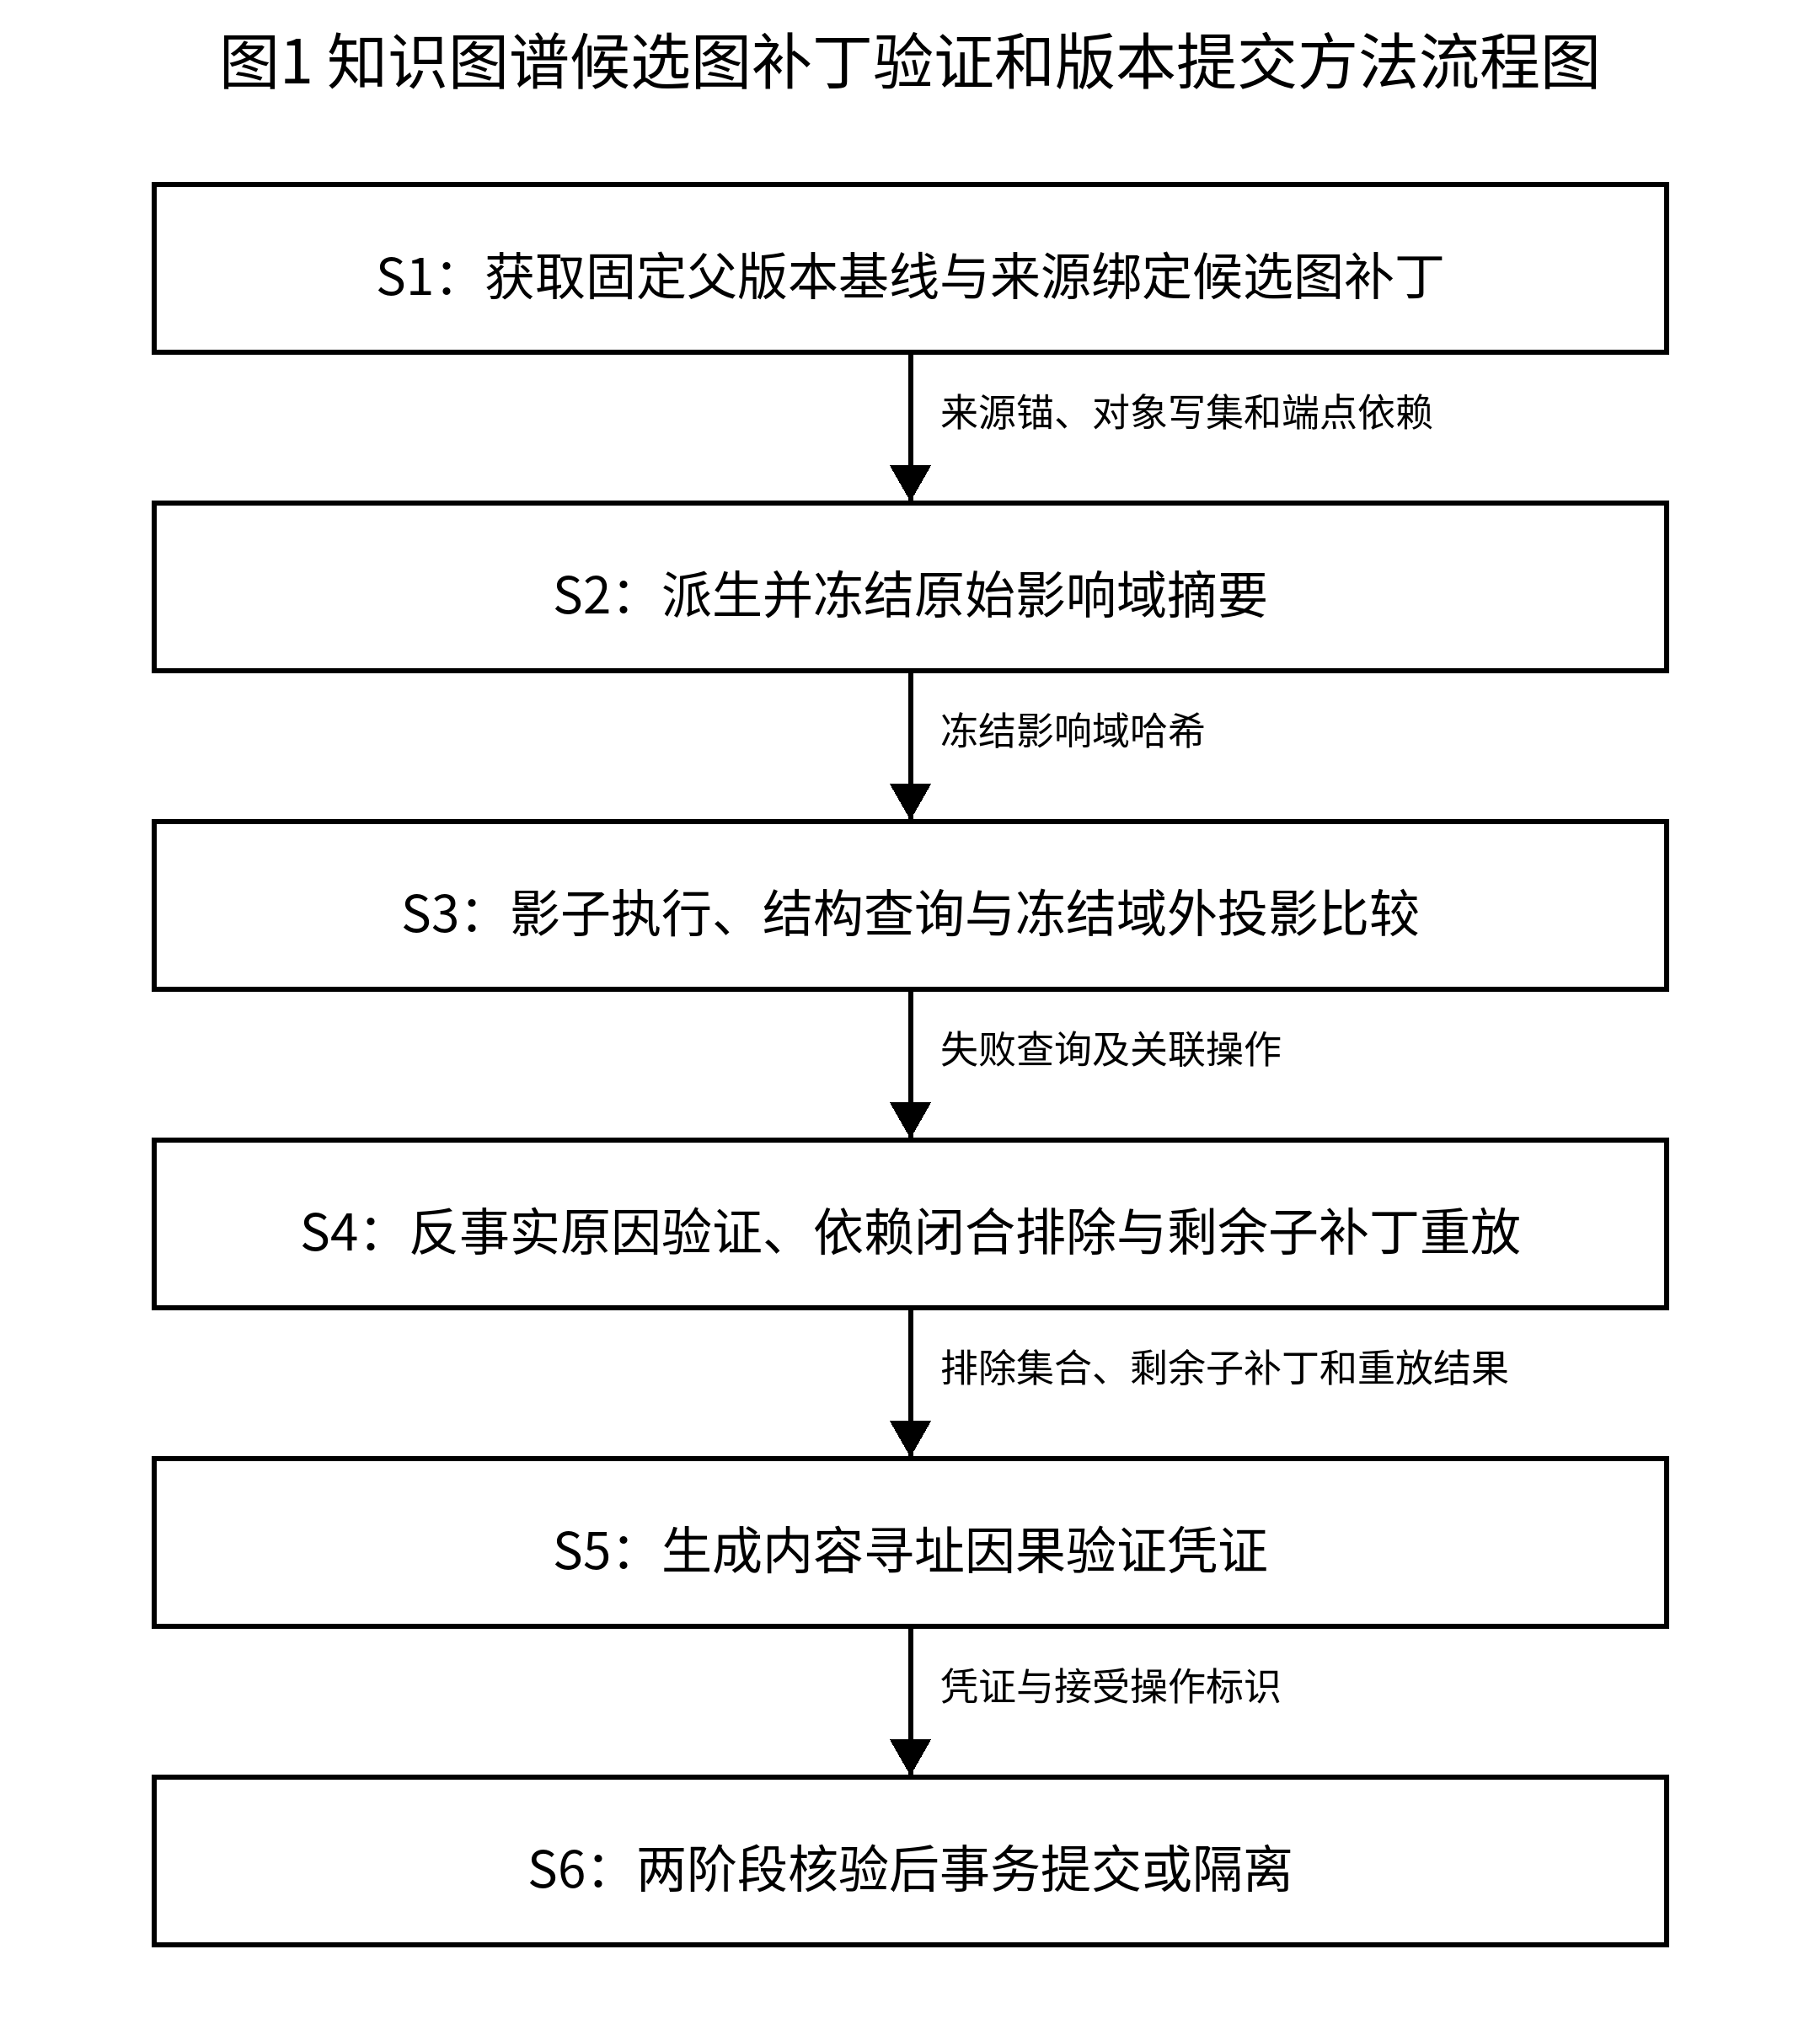 图1 知识图谱候选图补丁验证和版本提交方法流程图
S1：获取固定父版本基线与来源绑定候选图补丁
来源锚、对象写集和端点依赖
S2：派生并冻结原始影响域摘要
冻结影响域哈希
S3：影子执行、结构查询与冻结域外投影比较
失败查询及关联操作
S4：反事实原因验证、依赖闭合排除与剩余子补丁重放
排除集合、剩余子补丁和重放结果
S5：生成内容寻址因果验证凭证
凭证与接受操作标识
S6：两阶段核验后事务提交或隔离